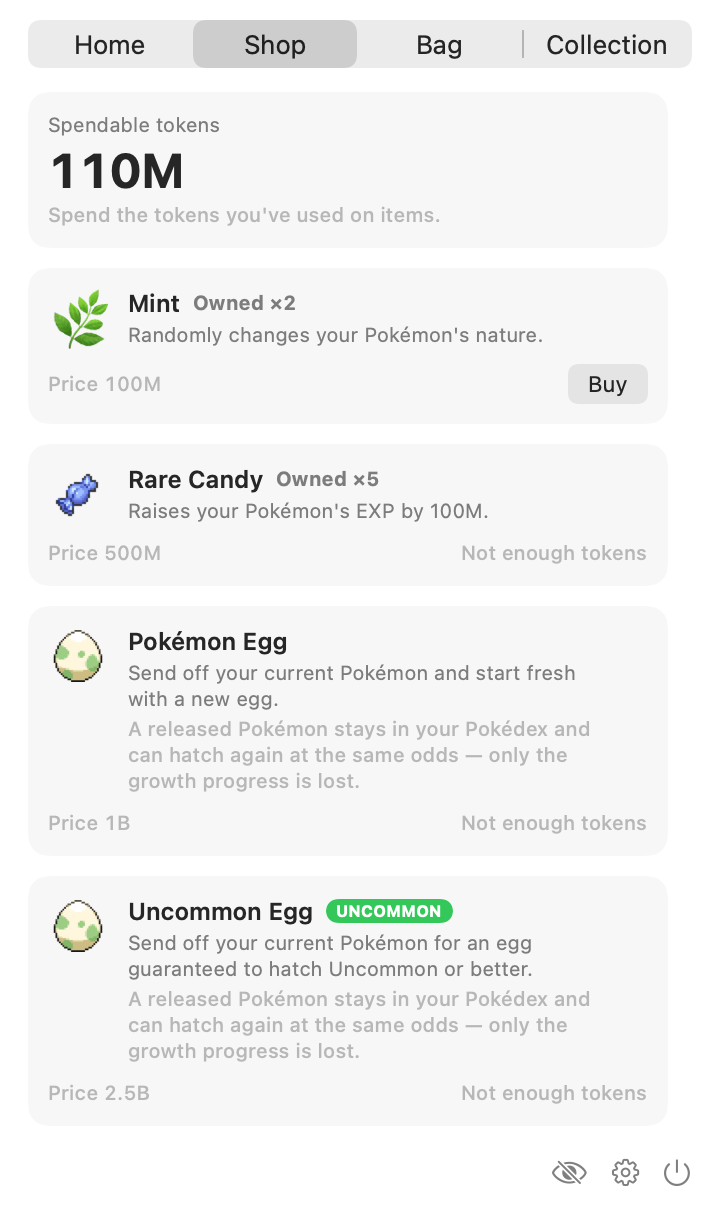 Home
Shop
Bag
Collection
Spendable tokens
110M
Spend the tokens you've used on items.
Mint Owned ×2
Randomly changes your Pokémon's nature.
Price 100M
Buy
Rare Candy Owned ×5
Raises your Pokémon's EXP by 100M.
Price 500M
Not enough tokens
Pokémon Egg
Send off your current Pokémon and start fresh
with a new egg.
A released Pokémon stays in your Pokédex and
can hatch again at the same odds — only the
growth progress is lost.
Price 1B
Not enough tokens
Uncommon Egg UNCOMMON
Send off your current Pokémon for an egg
guaranteed to hatch Uncommon or better.
A released Pokémon stays in your Pokédex and
can hatch again at the same odds — only the
growth progress is lost.
Price 2.5B
Not enough tokens